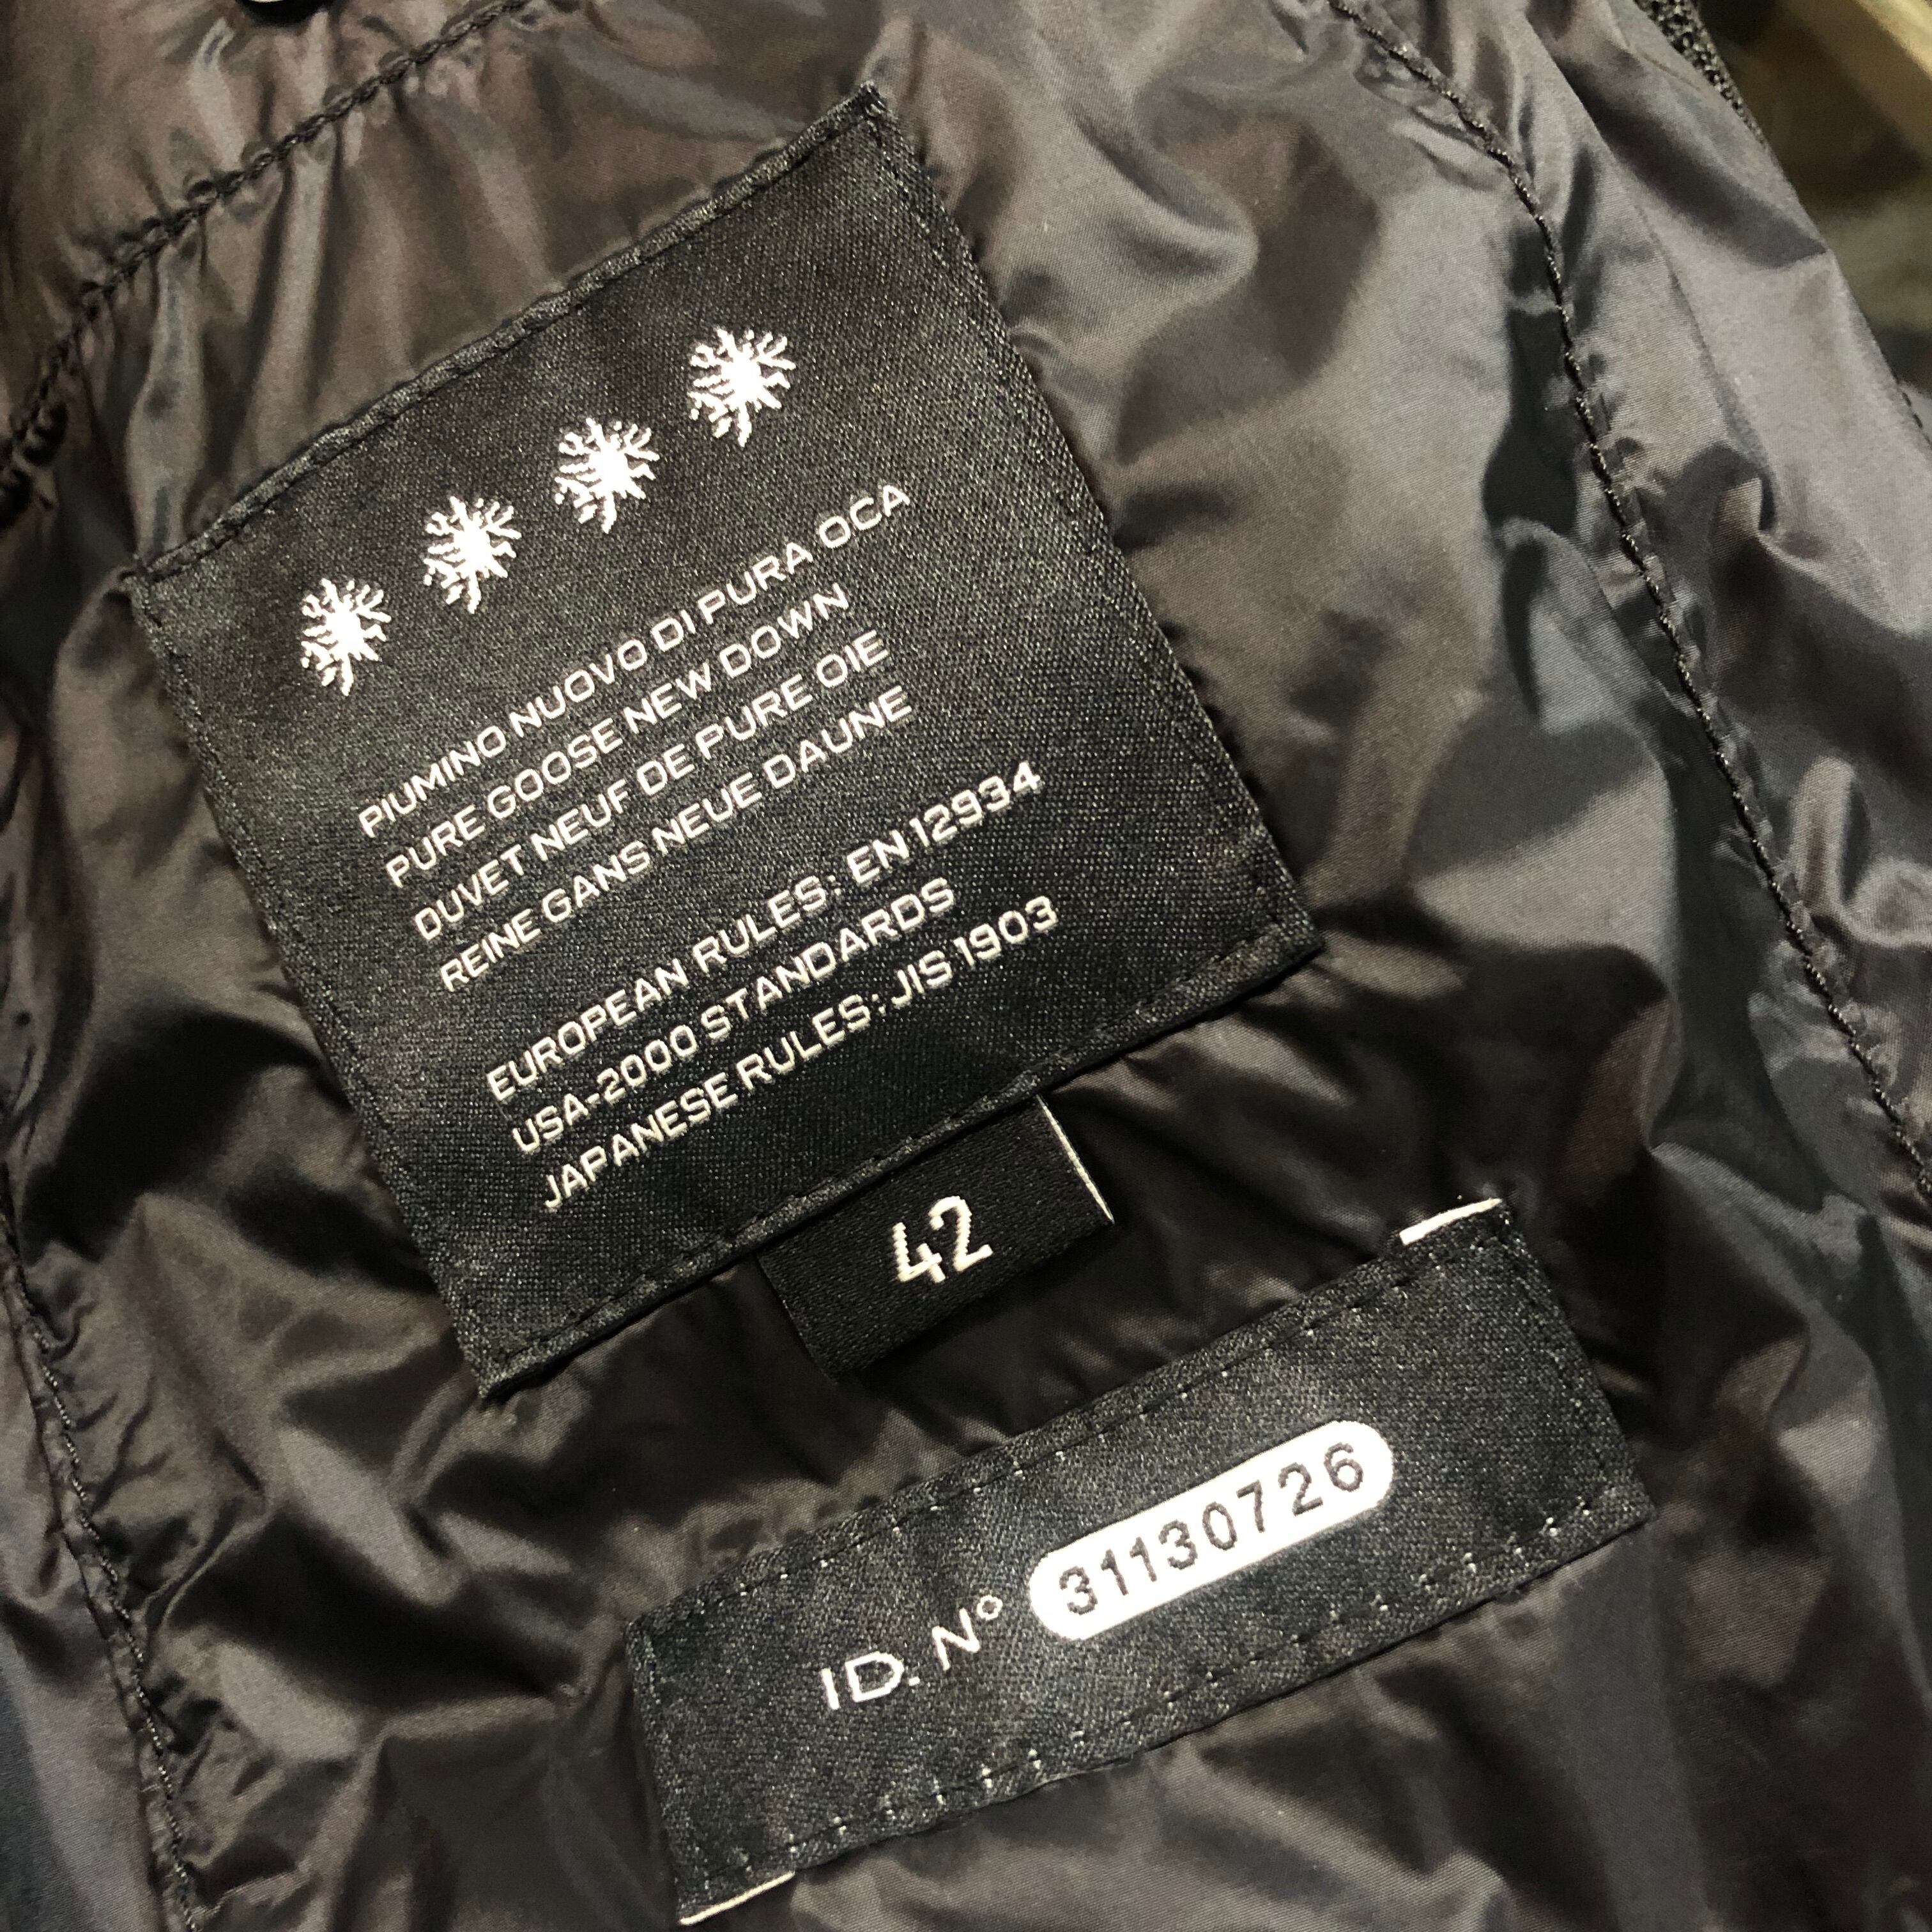 PIUMINO NUOVO DI PURA OCA
PURE GOOSE NEW DOWN
DUVET NEUF DE PURE OIE
REINE GANS NEUE DAUNE
EUROPEAN RULES: EN 12934
USA-2000 STANDARDS
JAPANESE RULES: JIS 1903
42
ID. N° 31130726